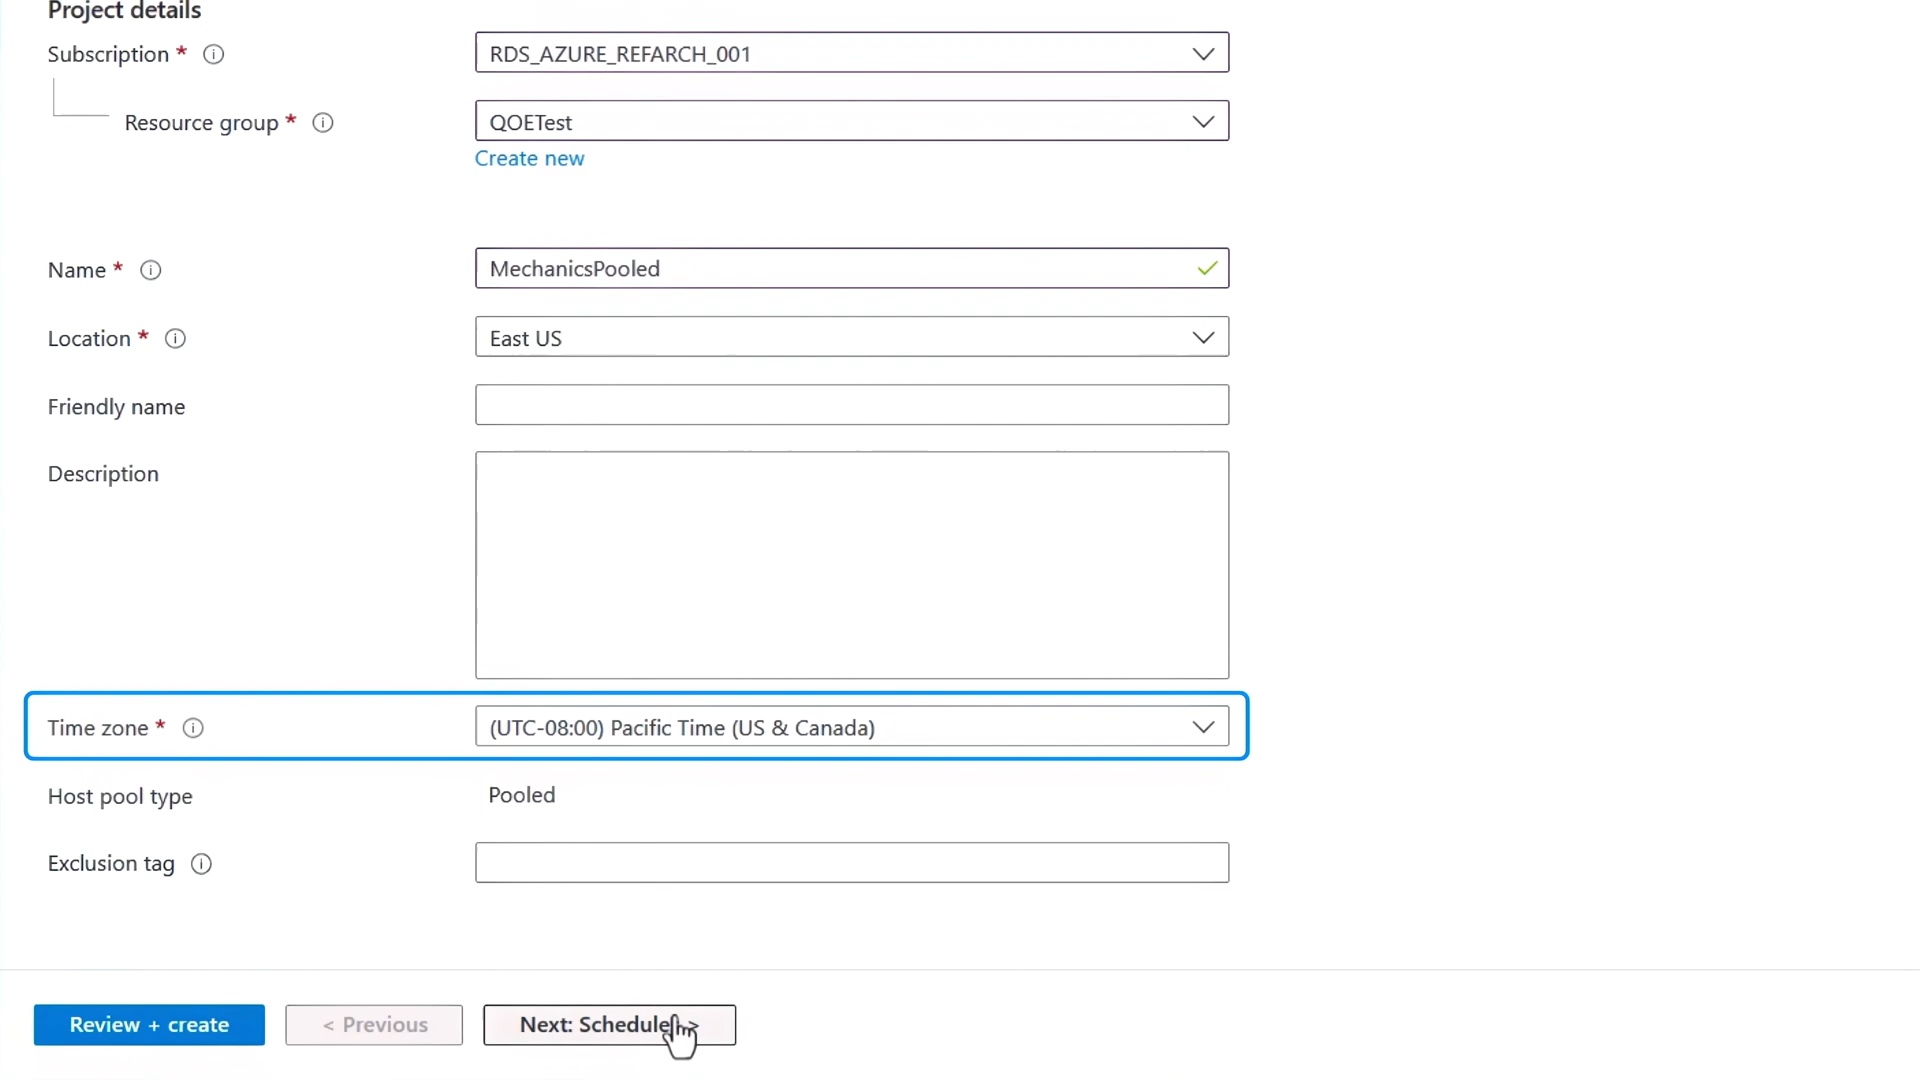 Project details
Subscription *
RDS_AZURE_REFARCH_001
Resource group *
QOETest
Create new
Name *
MechanicsPooled
Location *
East US
Friendly name
Description
Time zone *
(UTC-08:00) Pacific Time (US & Canada)
Host pool type
Pooled
Exclusion tag
Review + create
< Previous
Next: Schedule >